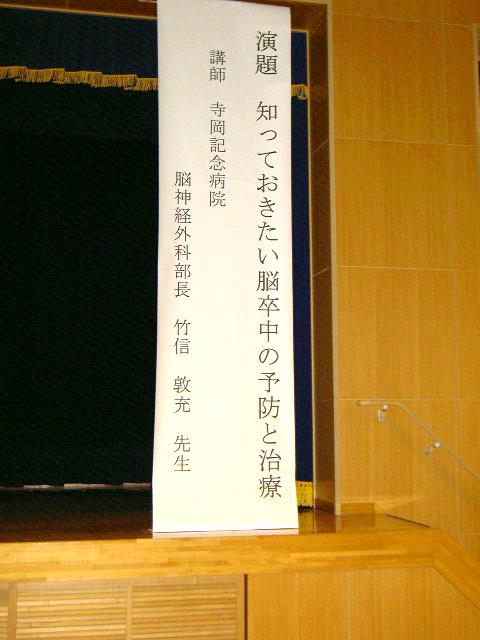 演題　知っておきたい脳卒中の予防と治療
講師　寺岡記念病院
脳神経外科部長　竹信　敦充　先生